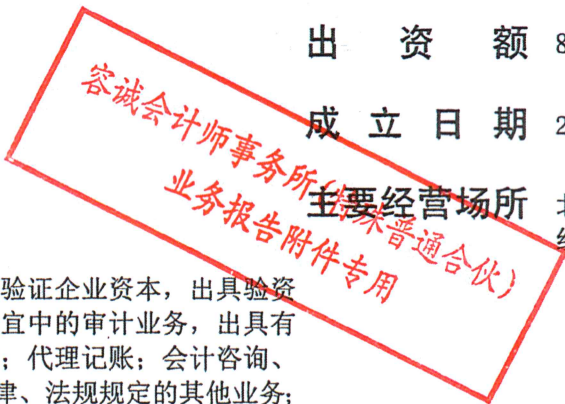 出资额 8
成立日期 2
主要经营场所
容诚会计师事务所(特殊普通合伙)
业务报告附件专用
验证企业资本，出具验资
宜中的审计业务，出具有
；代理记账；会计咨询、
聿、法规规定的其他业务；